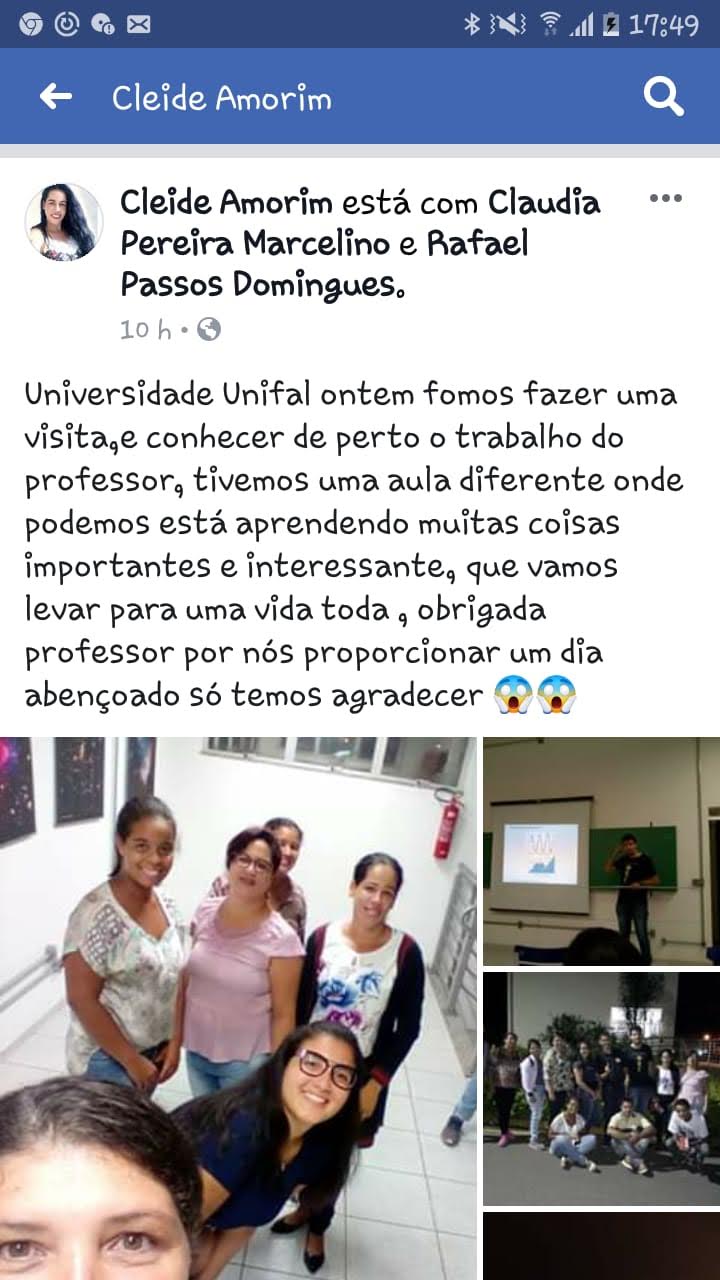 17:49
Cleide Amorim
Cleide Amorim está com Claudia
Pereira Marcelino e Rafael
Passos Domingues.
10 h •
Universidade Unifal ontem fomos fazer uma
visita,e conhecer de perto o trabalho do
professor, tivemos uma aula diferente onde
podemos está aprendendo muitas coisas
importantes e interessante, que vamos
levar para uma vida toda , obrigada
professor por nós proporcionar um dia
abençoado só temos agradecer 😱😱